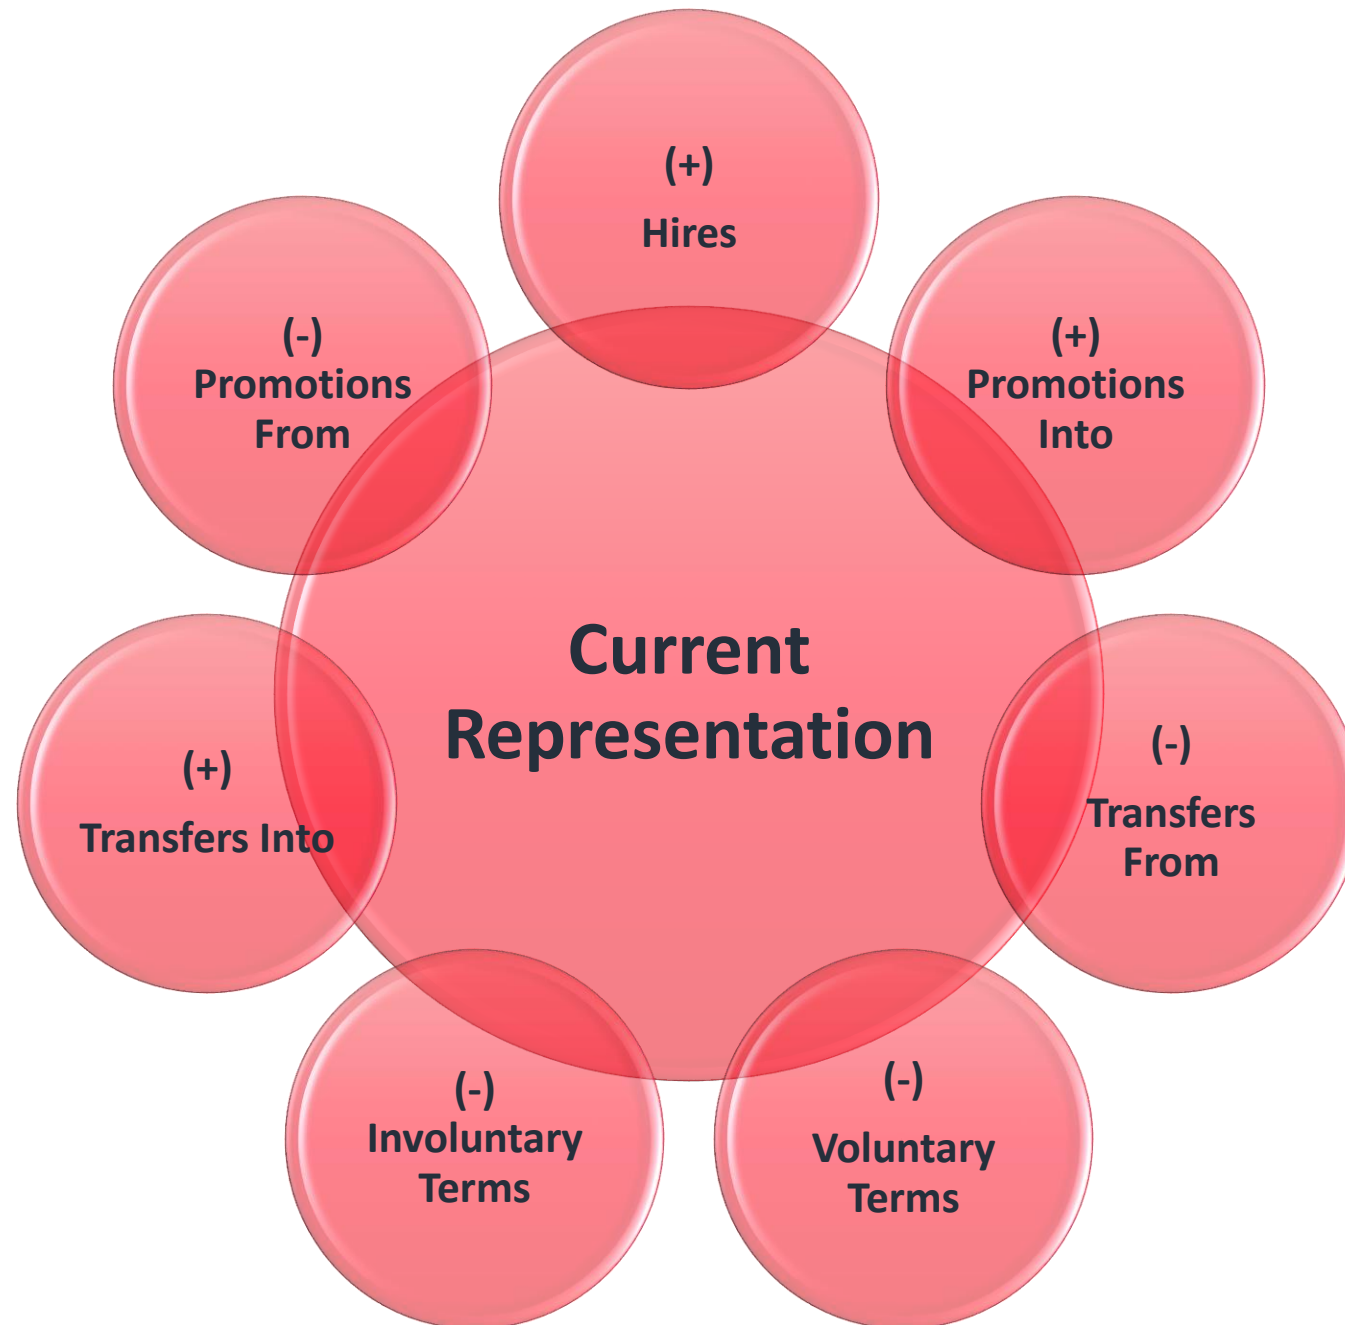 (+)
Hires
(+)
Promotions
Into
(-)
Transfers
From
(-)
Voluntary
Terms
(-)
Involuntary
Terms
(+)
Transfers Into
(-)
Promotions
From
Current
Representation